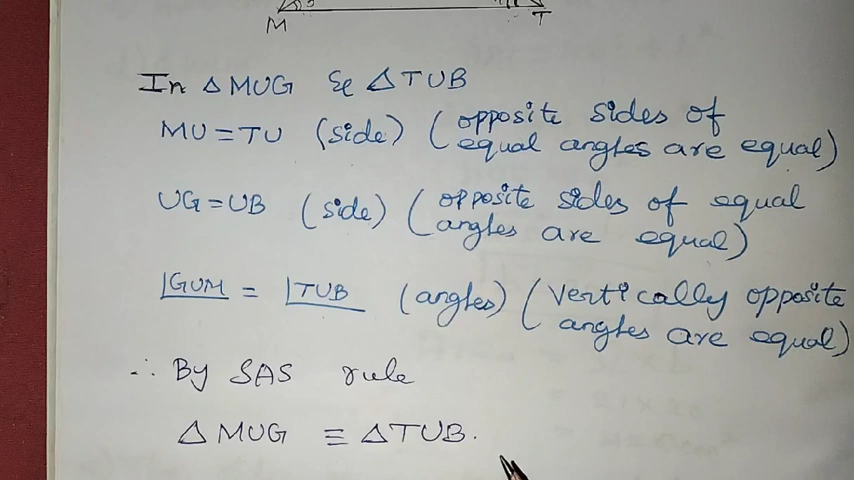 M T
In △MUG & △TUB
MU = TU (side) (opposite sides of
equal angles are equal)
UG = UB (side) (opposite sides of equal
angles are equal)
∠GUM = ∠TUB (angles) (vertically opposite
angles are equal)
∴ By SAS rule
△ MUG ≡ △TUB.